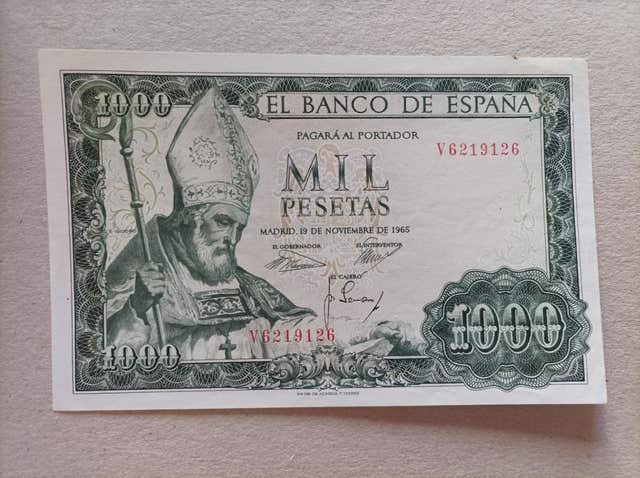 1000
EL BANCO DE ESPAÑA
PAGARÁ AL PORTADOR
V6219126
MIL
PESETAS
MADRID, 19 DE NOVIEMBRE DE 1965
EL GOBERNADOR
EL INTERVENTOR
EL CAJERO
V6219126
1000
1000